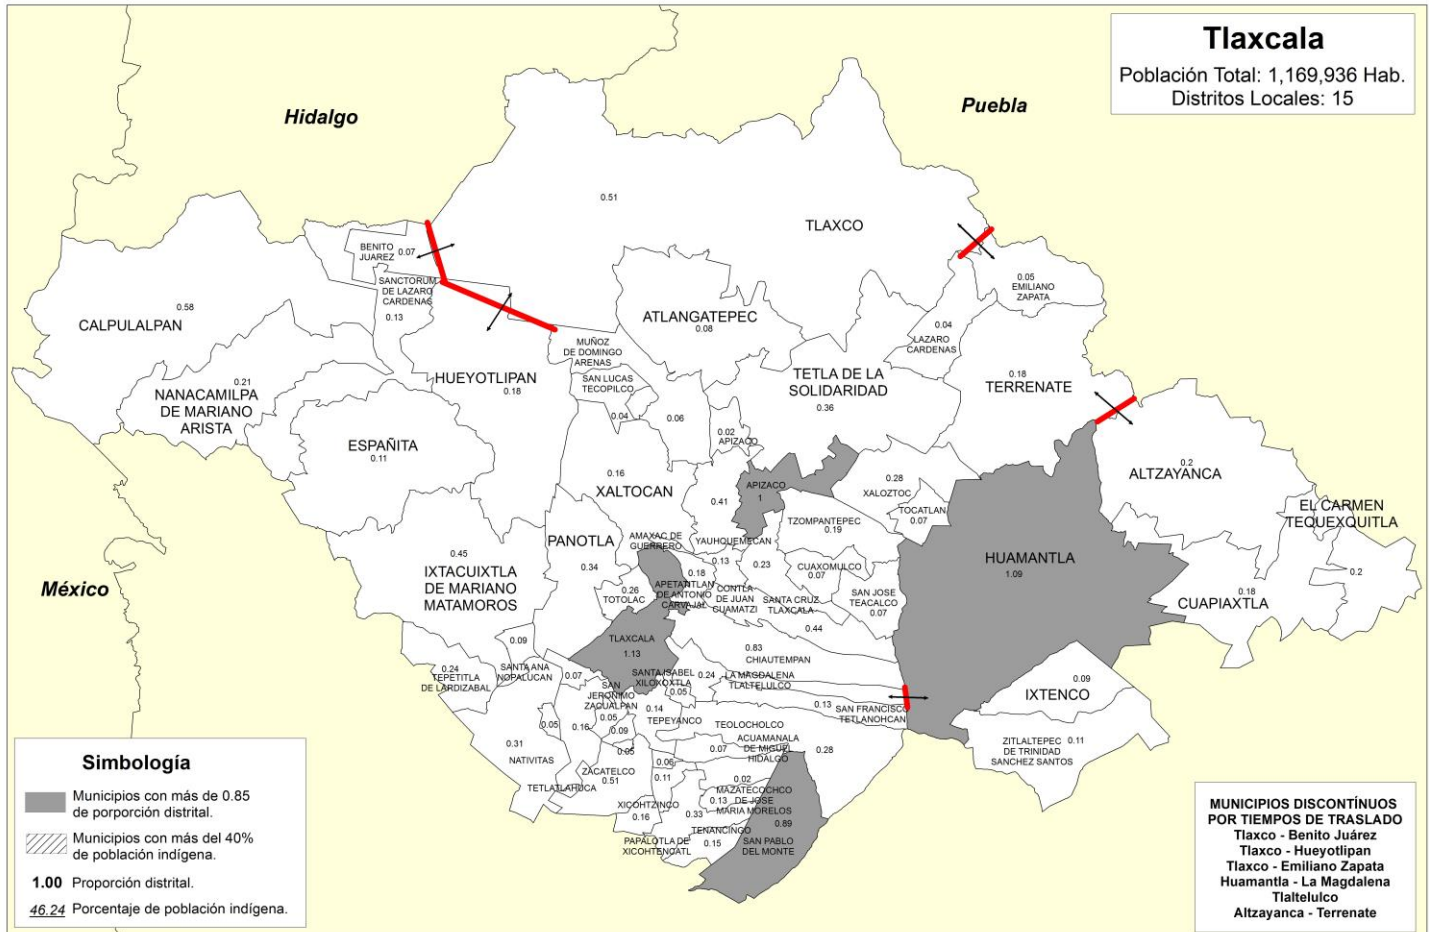 Tlaxcala
Población Total: 1,169,936 Hab.
Distritos Locales: 15
Hidalgo
Puebla
México
0.51
TLAXCO
BENITO
JUAREZ
0.07
SANCTORUM
DE LAZARO
CARDENAS
0.13
0.58
CALPULALPAN
0.05
EMILIANO
ZAPATA
ATLANGATEPEC
0.08
0.04
LAZARO
CARDENAS
MUÑOZ
DE DOMINGO
ARENAS
HUEYOTLIPAN
0.18
SAN LUCAS
TECOPILCO
0.04
0.06
TETLA DE LA
SOLIDARIDAD
0.36
0.18
TERRENATE
0.21
NANACAMILPA
DE MARIANO
ARISTA
ESPAÑITA
0.11
0.02
APIZACO
0.16
XALTOCAN
0.41
YAUHQUEMECAN
APIZACO
1
0.28
XALOZTOC
TOCATLAN
0.07
0.2
ALTZAYANCA
EL CARMEN
TEQUEXQUITLA
0.2
TZOMPANTEPEC
0.19
HUAMANTLA
1.09
0.18
CUAPIAXTLA
PANOTLA
0.34
AMAXAC DE
GUERRERO
0.45
IXTACUIXTLA
DE MARIANO
MATAMOROS
0.26
TOTOLAC
APETATITLAN
DE ANTONIO
CARVAJAL
0.18
0.13
0.23
CONTLA
DE JUAN
CUAMATZI
CUAXOMULCO
0.07
SANTA CRUZ
TLAXCALA
SAN JOSE
TEACALCO
0.07
0.44
TLAXCALA
1.13
0.83
CHIAUTEMPAN
0.24
TEPETITLA
DE LARDIZABAL
0.09
SANTA ANA
NOPALUCAN
0.07
SANTA ISABEL
XILOXOXTLA
0.05
0.24
LA MAGDALENA
TLALTELULCO
0.13
SAN FRANCISCO
TETLANOHCAN
SAN
JERONIMO
ZACUALPAN
0.05
0.09
0.14
TEPEYANCO
0.09
IXTENCO
0.11
ZITLALTEPEC
DE TRINIDAD
SANCHEZ SANTOS
TEOLOCHOLCO
0.28
ACUAMANALA
DE MIGUEL
HIDALGO
0.07
0.31
NATIVITAS
0.05
0.16
TETLATLAHUCA
0.05
ZACATELCO
0.51
0.06
0.11
XICOHTZINCO
0.16
0.02
MAZATECOCHCO
DE JOSE
MARIA MORELOS
0.13
0.33
PAPALOTLA DE
XICOHTENCATL
TENANCINGO
0.15
0.89
SAN PABLO
DEL MONTE
Simbología
Municipios con más de 0.85
de porporción distrital.
Municipios con más del 40%
de población indígena.
1.00 Proporción distrital.
46.24 Porcentaje de población indígena.
MUNICIPIOS DISCONTÍNUOS
POR TIEMPOS DE TRASLADO
Tlaxco - Benito Juárez
Tlaxco - Hueyotlipan
Tlaxco - Emiliano Zapata
Huamantla - La Magdalena
Tlaltelulco
Altzayanca - Terrenate